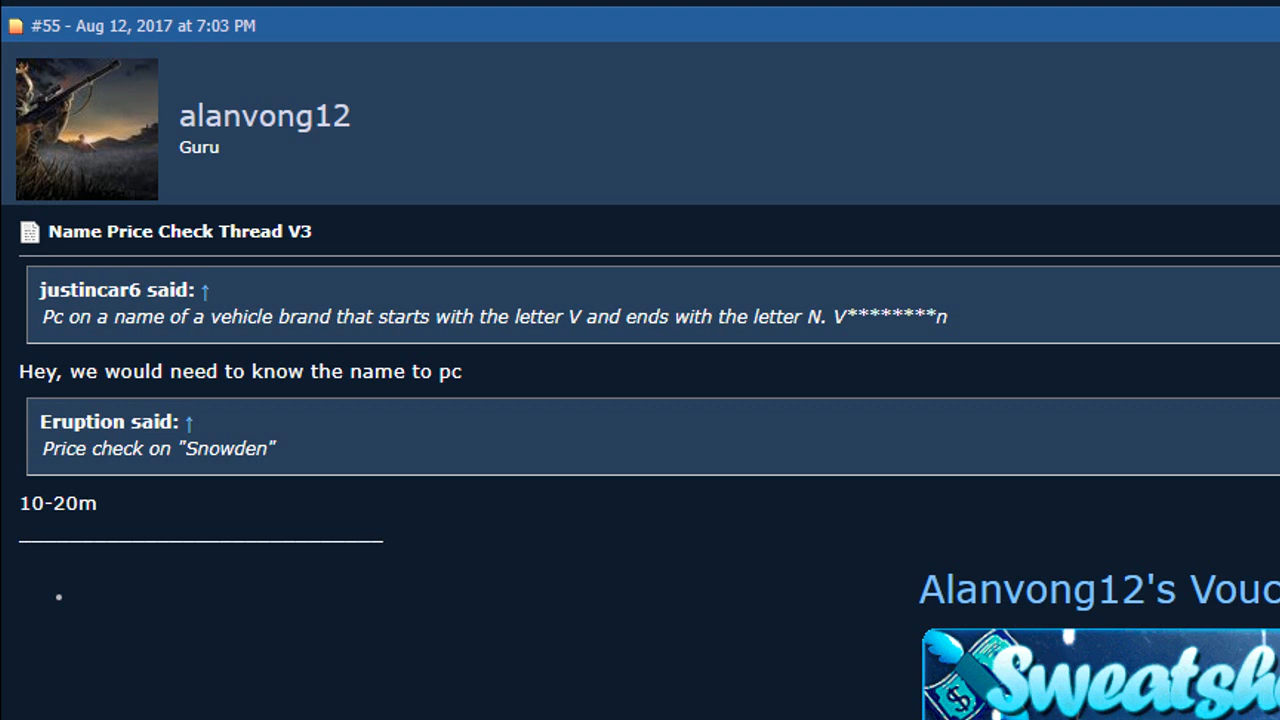 #55 - Aug 12, 2017 at 7:03 PM
alanvong12
Guru
Name Price Check Thread V3
justincar6 said: ↑
Pc on a name of a vehicle brand that starts with the letter V and ends with the letter N. V********n
Hey, we would need to know the name to pc
Eruption said: ↑
Price check on "Snowden"
10-20m
Alanvong12's Vouc
Sweatsh